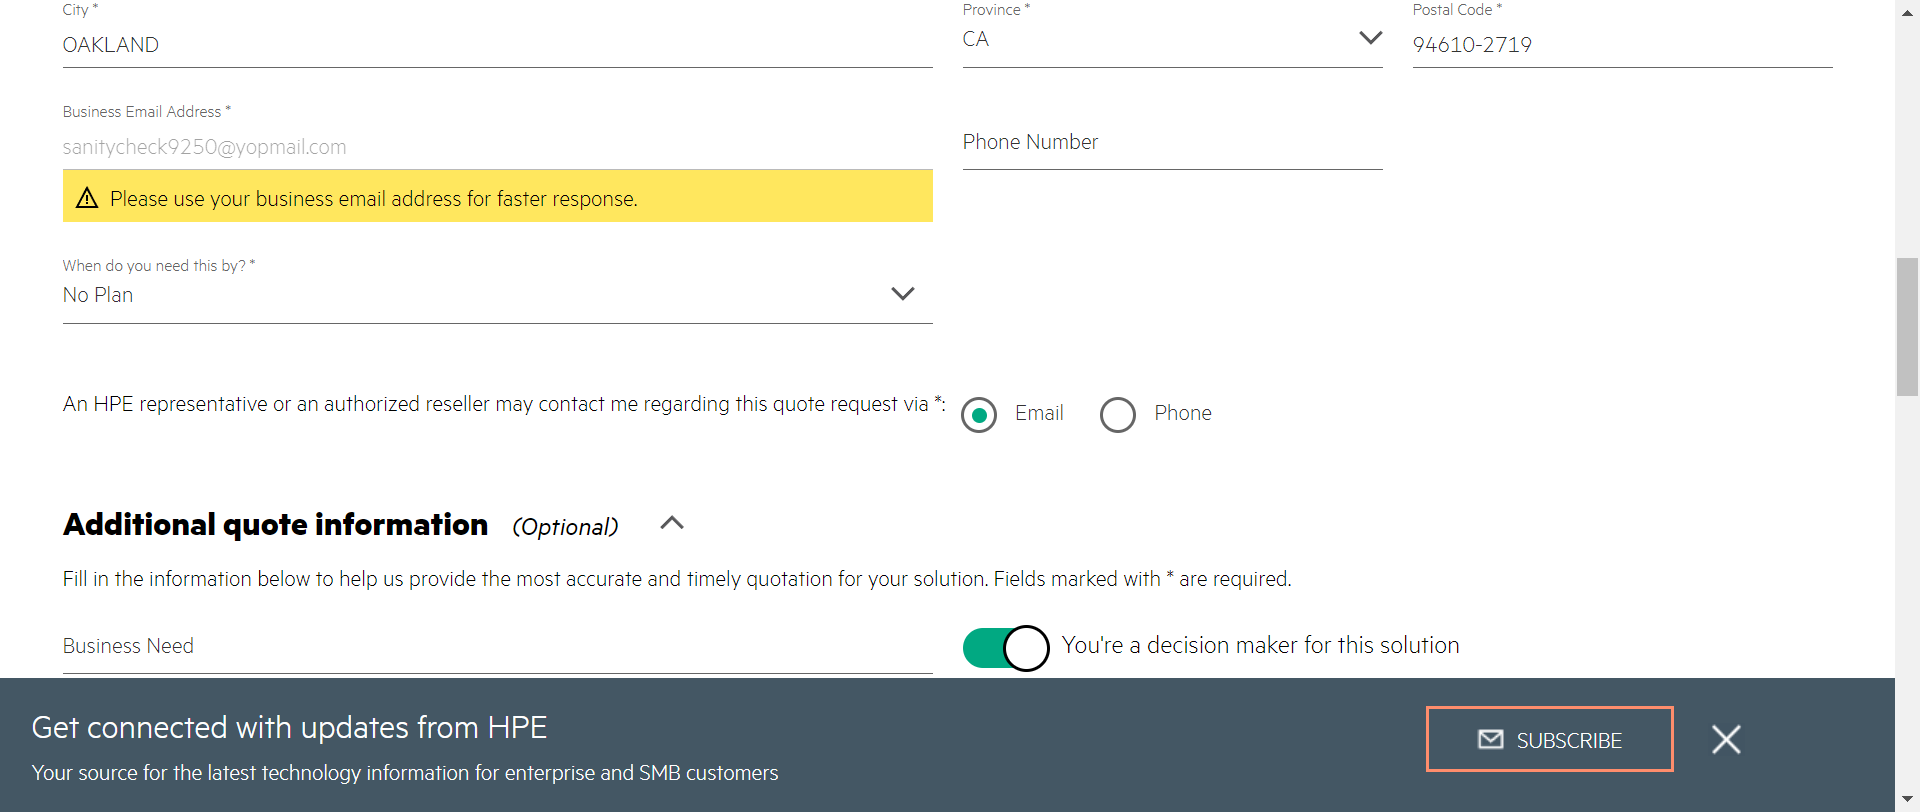 City *
Province *
Postal Code *
OAKLAND
CA
94610-2719
Business Email Address *
sanitycheck9250@yopmail.com
Phone Number
Please use your business email address for faster response.
When do you need this by? *
No Plan
An HPE representative or an authorized reseller may contact me regarding this quote request via *:
Email
Phone
Additional quote information (Optional)
Fill in the information below to help us provide the most accurate and timely quotation for your solution. Fields marked with * are required.
Business Need
You're a decision maker for this solution
Get connected with updates from HPE
SUBSCRIBE
Your source for the latest technology information for enterprise and SMB customers